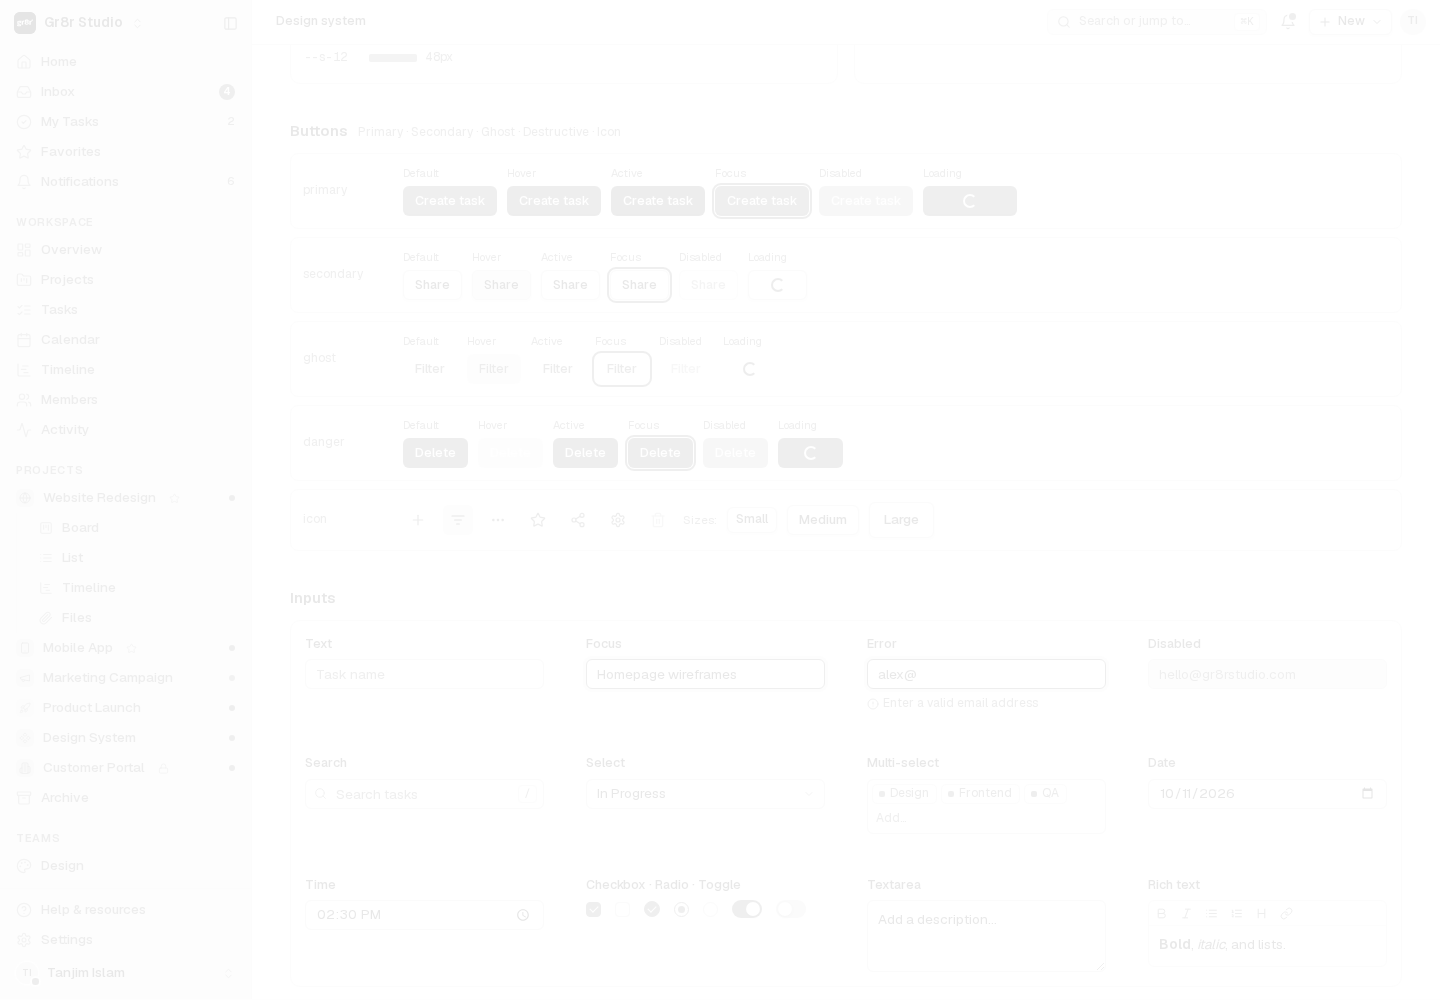 gr8r
Gr8r Studio
Home
Inbox
4
My Tasks
2
Favorites
Notifications
WORKSPACE
Overview
Projects
Tasks
Calendar
Timeline
Members
Activity
PROJECTS
Website Redesign
Board
List
Timeline
Files
Mobile App
Marketing Campaign
Product Launch
Design System
Customer Portal
Archive
TEAMS
Design
Help & resources
Settings
TI
Tanjim Islam
Design system
Search or jump to…
⌘K
New
TI
--s-12
48px
Buttons
Primary · Secondary · Ghost · Destructive · Icon
primary
Default Hover Active Focus Disabled Loading
Create task Create task Create task Create task Create task
secondary
Default Hover Active Focus Disabled Loading
Share Share Share Share Share
ghost
Default Hover Active Focus Disabled Loading
Filter Filter Filter Filter Filter
danger
Default Hover Active Focus Disabled Loading
Delete Delete Delete Delete
icon
Sizes:
Small
Medium
Large
Inputs
Text
Task name
Focus
Homepage wireframes
Error
alex@
Enter a valid email address
Disabled
hello@gr8rstudio.com
Search
Search tasks
/
Select
In Progress
Multi-select
Design Frontend QA
Add…
Date
10/11/2026
Time
02:30 PM
Checkbox · Radio · Toggle
Textarea
Add a description…
Rich text
B I H
Bold, italic, and lists.